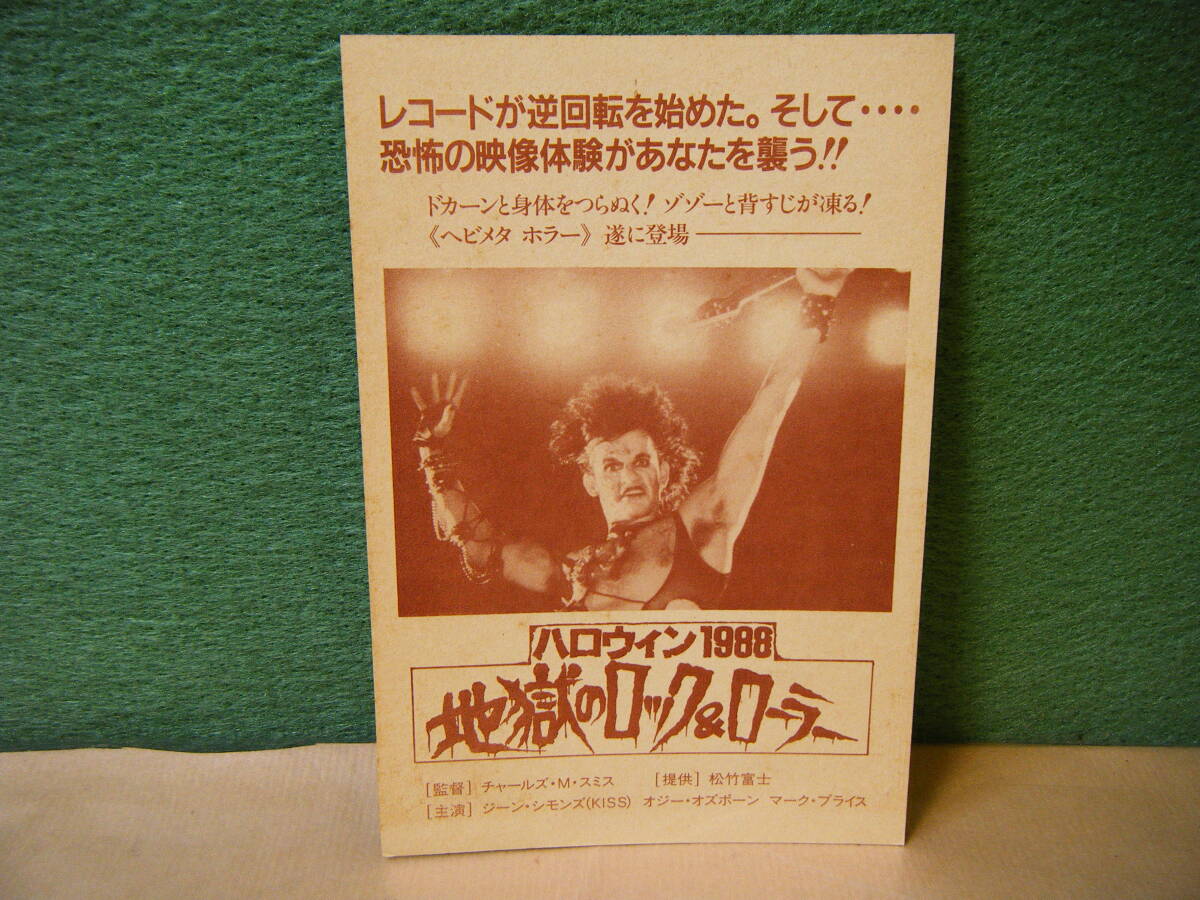 レコードが逆回転を始めた。そして・・・・
恐怖の映像体験があなたを襲う!!
ドカーンと身体をつらぬく! ゾゾーと背すじが凍る!
《ヘビメタ ホラー》 遂に登場────
ハロウィン1988
地獄のロック&ローラー
[監督] チャールズ・M・スミス [提供] 松竹富士
[主演] ジーン・シモンズ(KISS) オジー・オズボーン マーク・プライス